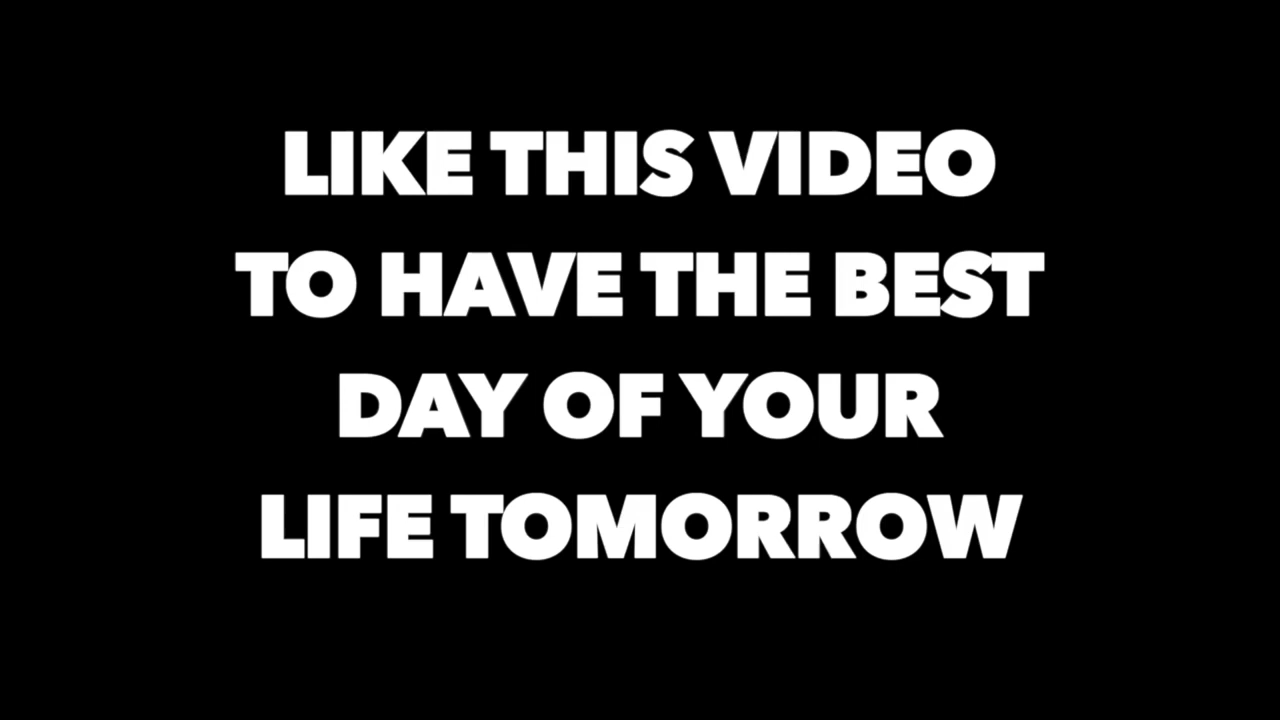 LIKE THIS VIDEO
TO HAVE THE BEST
DAY OF YOUR
LIFE TOMORROW